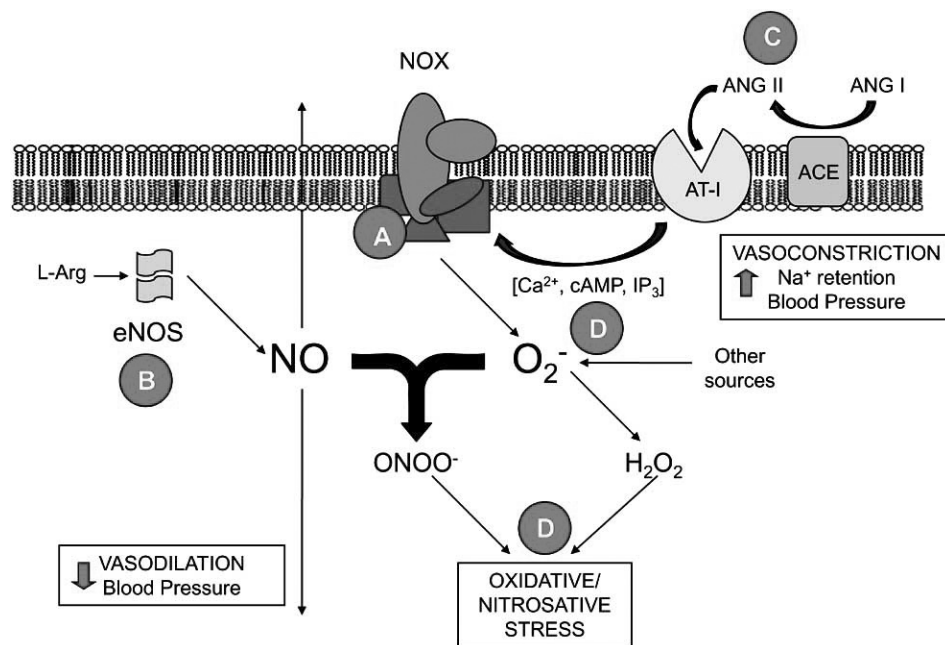 C
NOX
ANG II
ANG I
AT-I
ACE
A
L-Arg
eNOS
B
[Ca²⁺, cAMP, IP₃]
VASOCONSTRICTION
Na⁺ retention
Blood Pressure
D
NO
O₂⁻
Other
sources
ONOO⁻
H₂O₂
D
VASODILATION
Blood Pressure
OXIDATIVE/
NITROSATIVE
STRESS